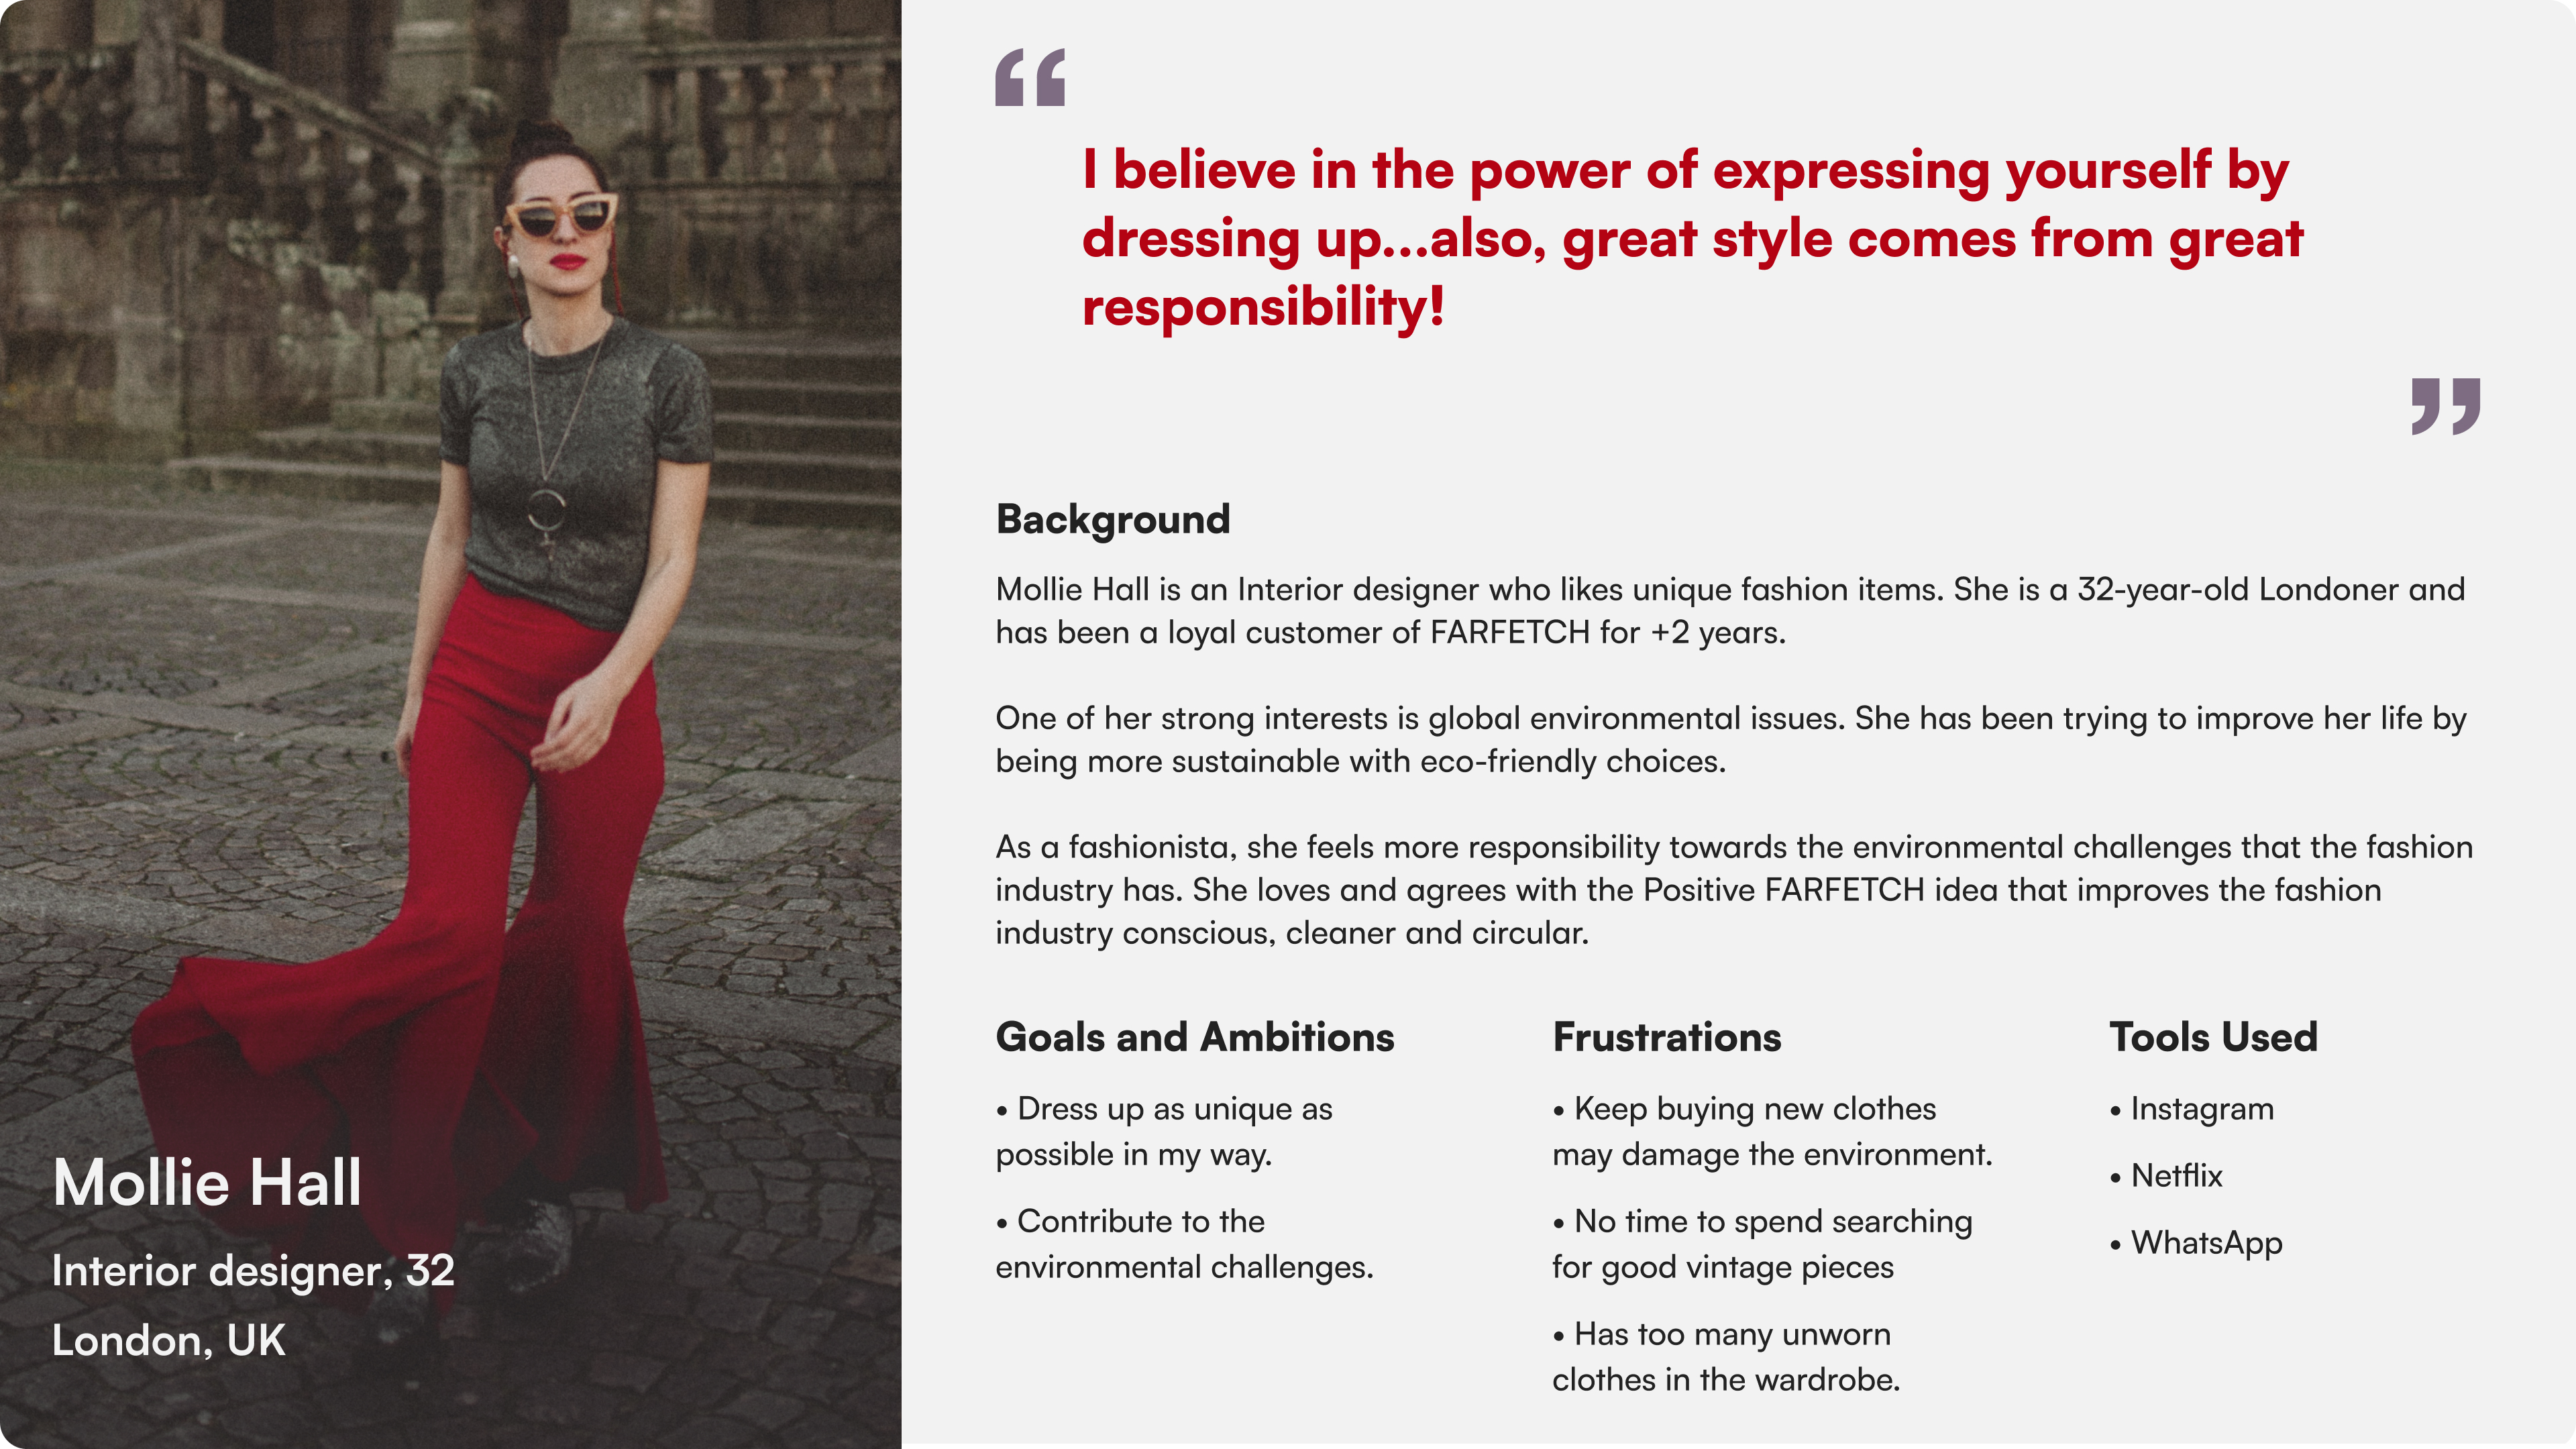 “
I believe in the power of expressing yourself by
dressing up...also, great style comes from great
responsibility!
”
Background
Mollie Hall is an Interior designer who likes unique fashion items. She is a 32-year-old Londoner and
has been a loyal customer of FARFETCH for +2 years.
One of her strong interests is global environmental issues. She has been trying to improve her life by
being more sustainable with eco-friendly choices.
As a fashionista, she feels more responsibility towards the environmental challenges that the fashion
industry has. She loves and agrees with the Positive FARFETCH idea that improves the fashion
industry conscious, cleaner and circular.
Goals and Ambitions
• Dress up as unique as
possible in my way.
• Contribute to the
environmental challenges.
Frustrations
• Keep buying new clothes
may damage the environment.
• No time to spend searching
for good vintage pieces
• Has too many unworn
clothes in the wardrobe.
Tools Used
• Instagram
• Netflix
• WhatsApp
Mollie Hall
Interior designer, 32
London, UK